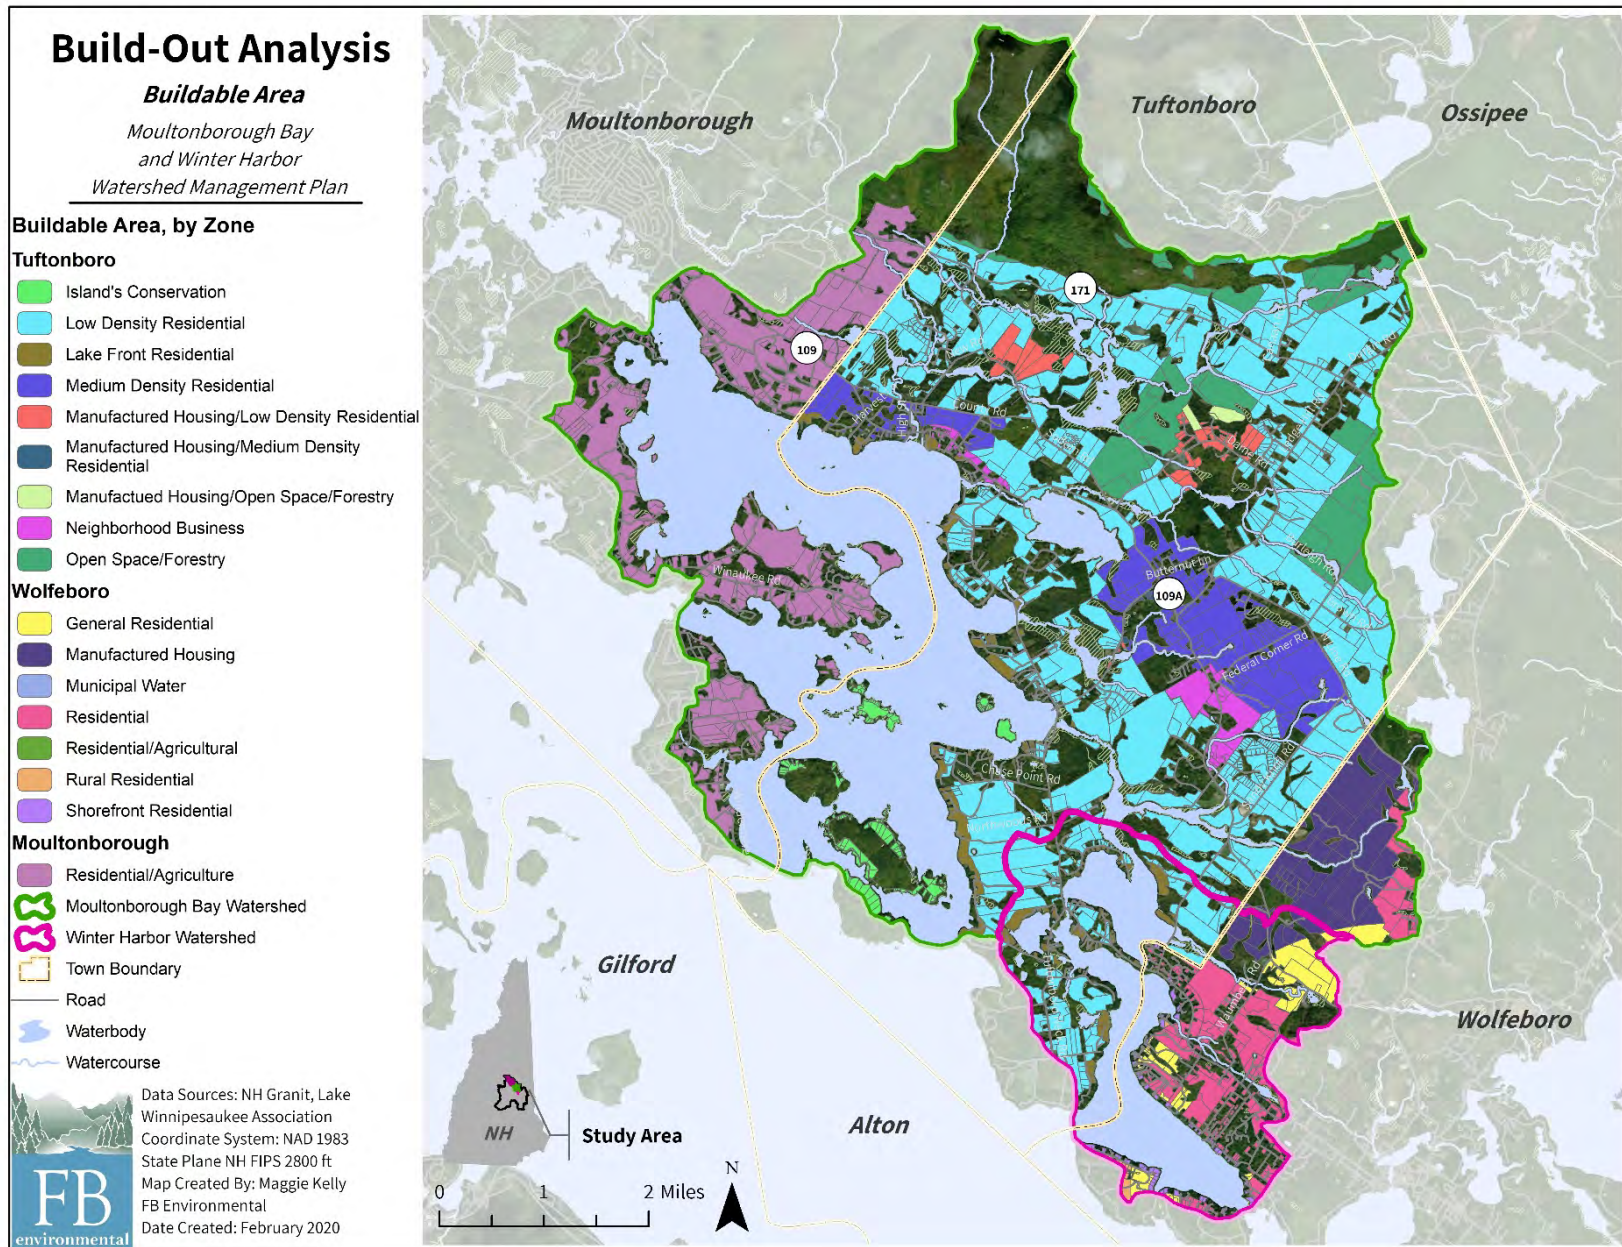 Build-Out Analysis
Buildable Area
Moultonborough Bay
and Winter Harbor
Watershed Management Plan
Buildable Area, by Zone
Tuftonboro
Island's Conservation
Low Density Residential
Lake Front Residential
Medium Density Residential
Manufactured Housing/Low Density Residential
Manufactured Housing/Medium Density
Residential
Manufactued Housing/Open Space/Forestry
Neighborhood Business
Open Space/Forestry
Wolfeboro
General Residential
Manufactured Housing
Municipal Water
Residential
Residential/Agricultural
Rural Residential
Shorefront Residential
Moultonborough
Residential/Agriculture
Moultonborough Bay Watershed
Winter Harbor Watershed
Town Boundary
Road
Waterbody
Watercourse
FB
environmental
Data Sources: NH Granit, Lake
Winnipesaukee Association
Coordinate System: NAD 1983
State Plane NH FIPS 2800 ft
Map Created By: Maggie Kelly
FB Environmental
Date Created: February 2020
Moultonborough
Tuftonboro
Ossipee
171
109
Winaukee Rd
Butternut Ln
109A
Federal Corner Rd
Chase Point Rd
Gilford
Wolfeboro
Alton
NH
Study Area
0 1 2 Miles
N